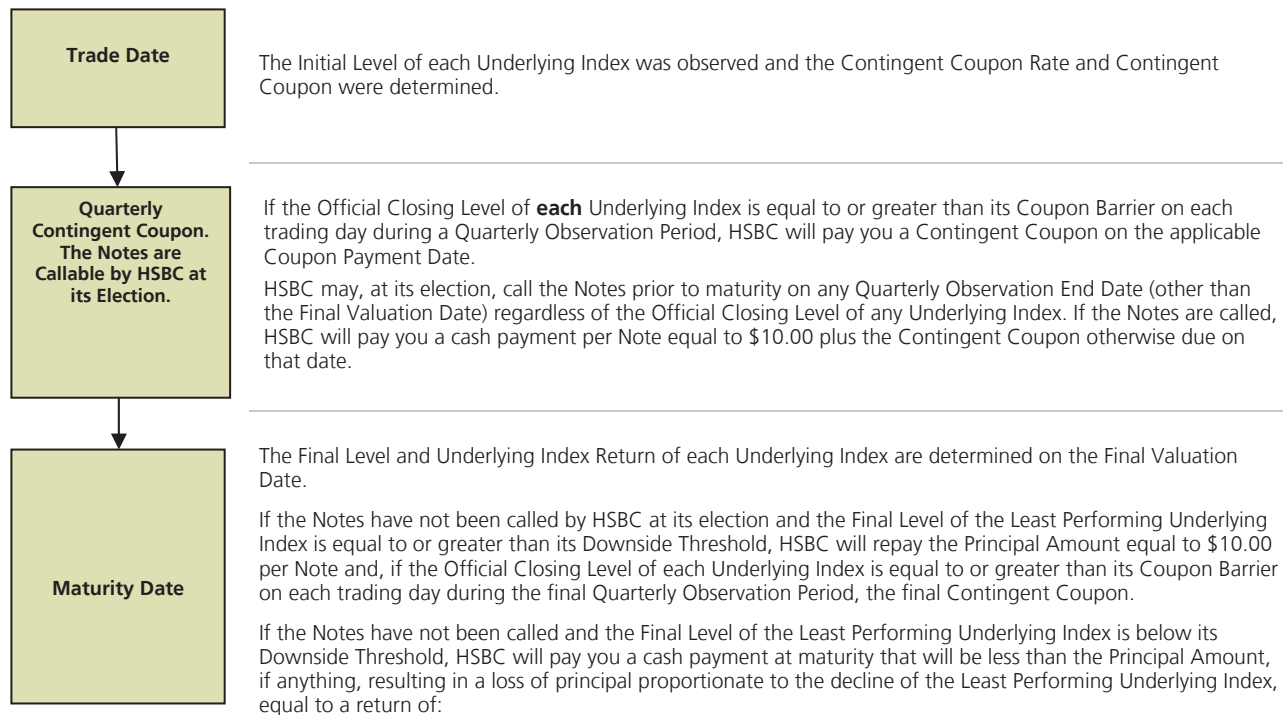 Trade Date
The Initial Level of each Underlying Index was observed and the Contingent Coupon Rate and Contingent
Coupon were determined.
Quarterly
Contingent Coupon.
The Notes are
Callable by HSBC at
its Election.
If the Official Closing Level of each Underlying Index is equal to or greater than its Coupon Barrier on each
trading day during a Quarterly Observation Period, HSBC will pay you a Contingent Coupon on the applicable
Coupon Payment Date.
HSBC may, at its election, call the Notes prior to maturity on any Quarterly Observation End Date (other than
the Final Valuation Date) regardless of the Official Closing Level of any Underlying Index. If the Notes are called,
HSBC will pay you a cash payment per Note equal to $10.00 plus the Contingent Coupon otherwise due on
that date.
Maturity Date
The Final Level and Underlying Index Return of each Underlying Index are determined on the Final Valuation
Date.
If the Notes have not been called by HSBC at its election and the Final Level of the Least Performing Underlying
Index is equal to or greater than its Downside Threshold, HSBC will repay the Principal Amount equal to $10.00
per Note and, if the Official Closing Level of each Underlying Index is equal to or greater than its Coupon Barrier
on each trading day during the final Quarterly Observation Period, the final Contingent Coupon.
If the Notes have not been called and the Final Level of the Least Performing Underlying Index is below its
Downside Threshold, HSBC will pay you a cash payment at maturity that will be less than the Principal Amount,
if anything, resulting in a loss of principal proportionate to the decline of the Least Performing Underlying Index,
equal to a return of: